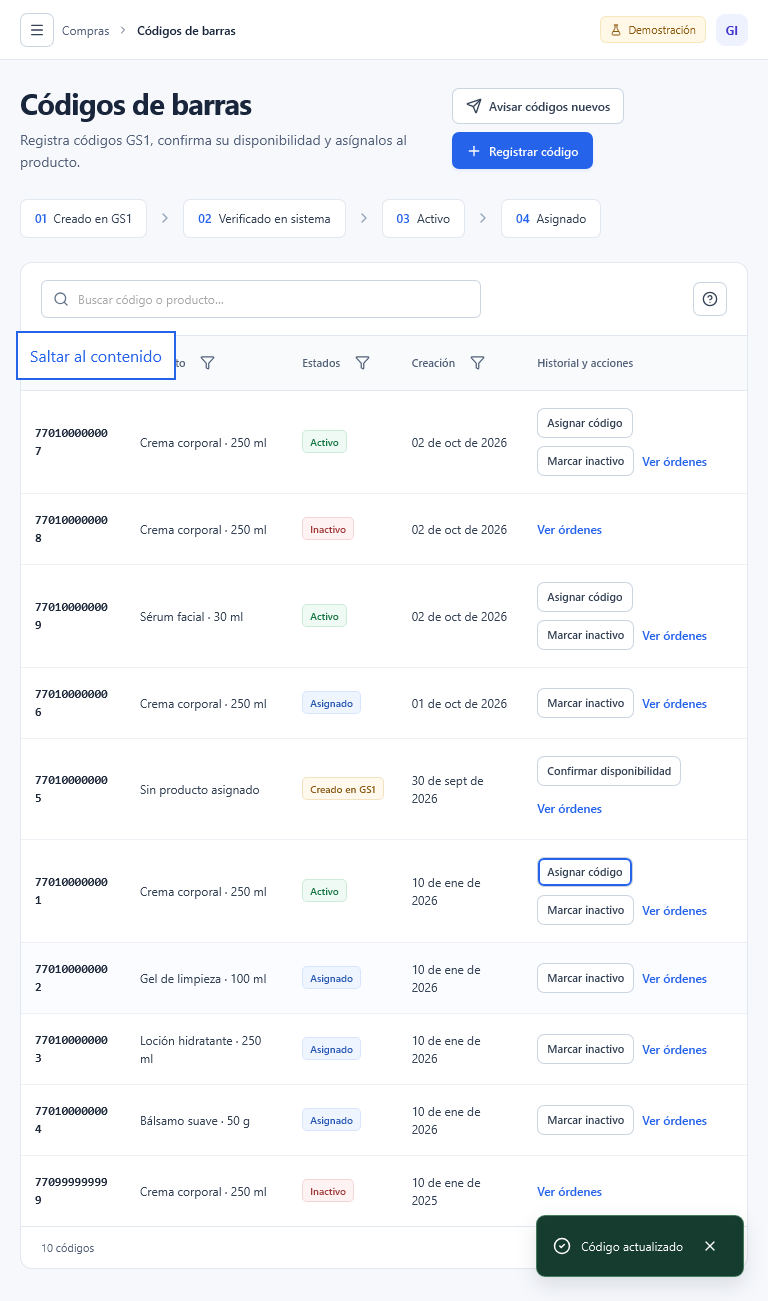 Compras
Códigos de barras
Demostración
GI
Códigos de barras
Registra códigos GS1, confirma su disponibilidad y asígnalos al
producto.
Avisar códigos nuevos
Registrar código
01 Creado en GS1
02 Verificado en sistema
03 Activo
04 Asignado
Buscar código o producto...
Saltar al contenido
to
Estados
Creación
Historial y acciones
77010000000
7
Crema corporal · 250 ml
Activo
02 de oct de 2026
Asignar código
Marcar inactivo
Ver órdenes
77010000000
8
Crema corporal · 250 ml
Inactivo
02 de oct de 2026
Ver órdenes
77010000000
9
Sérum facial · 30 ml
Activo
02 de oct de 2026
Asignar código
Marcar inactivo
Ver órdenes
77010000000
6
Crema corporal · 250 ml
Asignado
01 de oct de 2026
Marcar inactivo
Ver órdenes
77010000000
5
Sin producto asignado
Creado en GS1
30 de sept de
2026
Confirmar disponibilidad
Ver órdenes
77010000000
1
Crema corporal · 250 ml
Activo
10 de ene de
2026
Asignar código
Marcar inactivo
Ver órdenes
77010000000
2
Gel de limpieza · 100 ml
Asignado
10 de ene de
2026
Marcar inactivo
Ver órdenes
77010000000
3
Loción hidratante · 250
ml
Asignado
10 de ene de
2026
Marcar inactivo
Ver órdenes
77010000000
4
Bálsamo suave · 50 g
Asignado
10 de ene de
2026
Marcar inactivo
Ver órdenes
77099999999
9
Crema corporal · 250 ml
Inactivo
10 de ene de
2025
Ver órdenes
10 códigos
Código actualizado